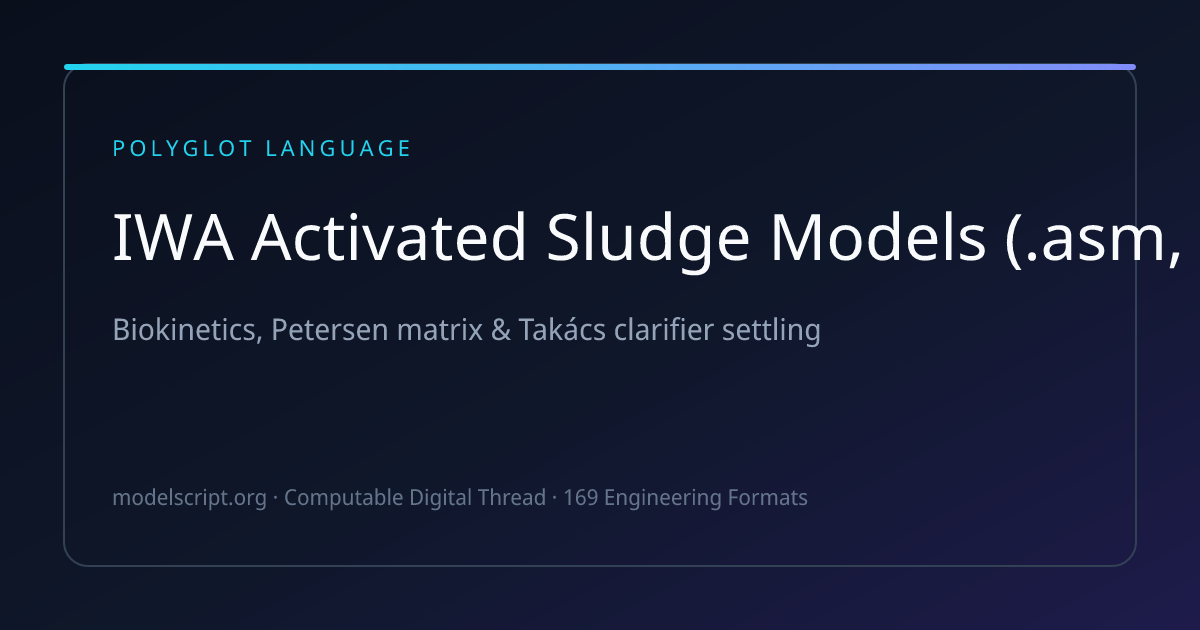 POLYGLOT LANGUAGE
IWA Activated Sludge Models (.asm,
Biokinetics, Petersen matrix & Takács clarifier settling
modelscript.org · Computable Digital Thread · 169 Engineering Formats